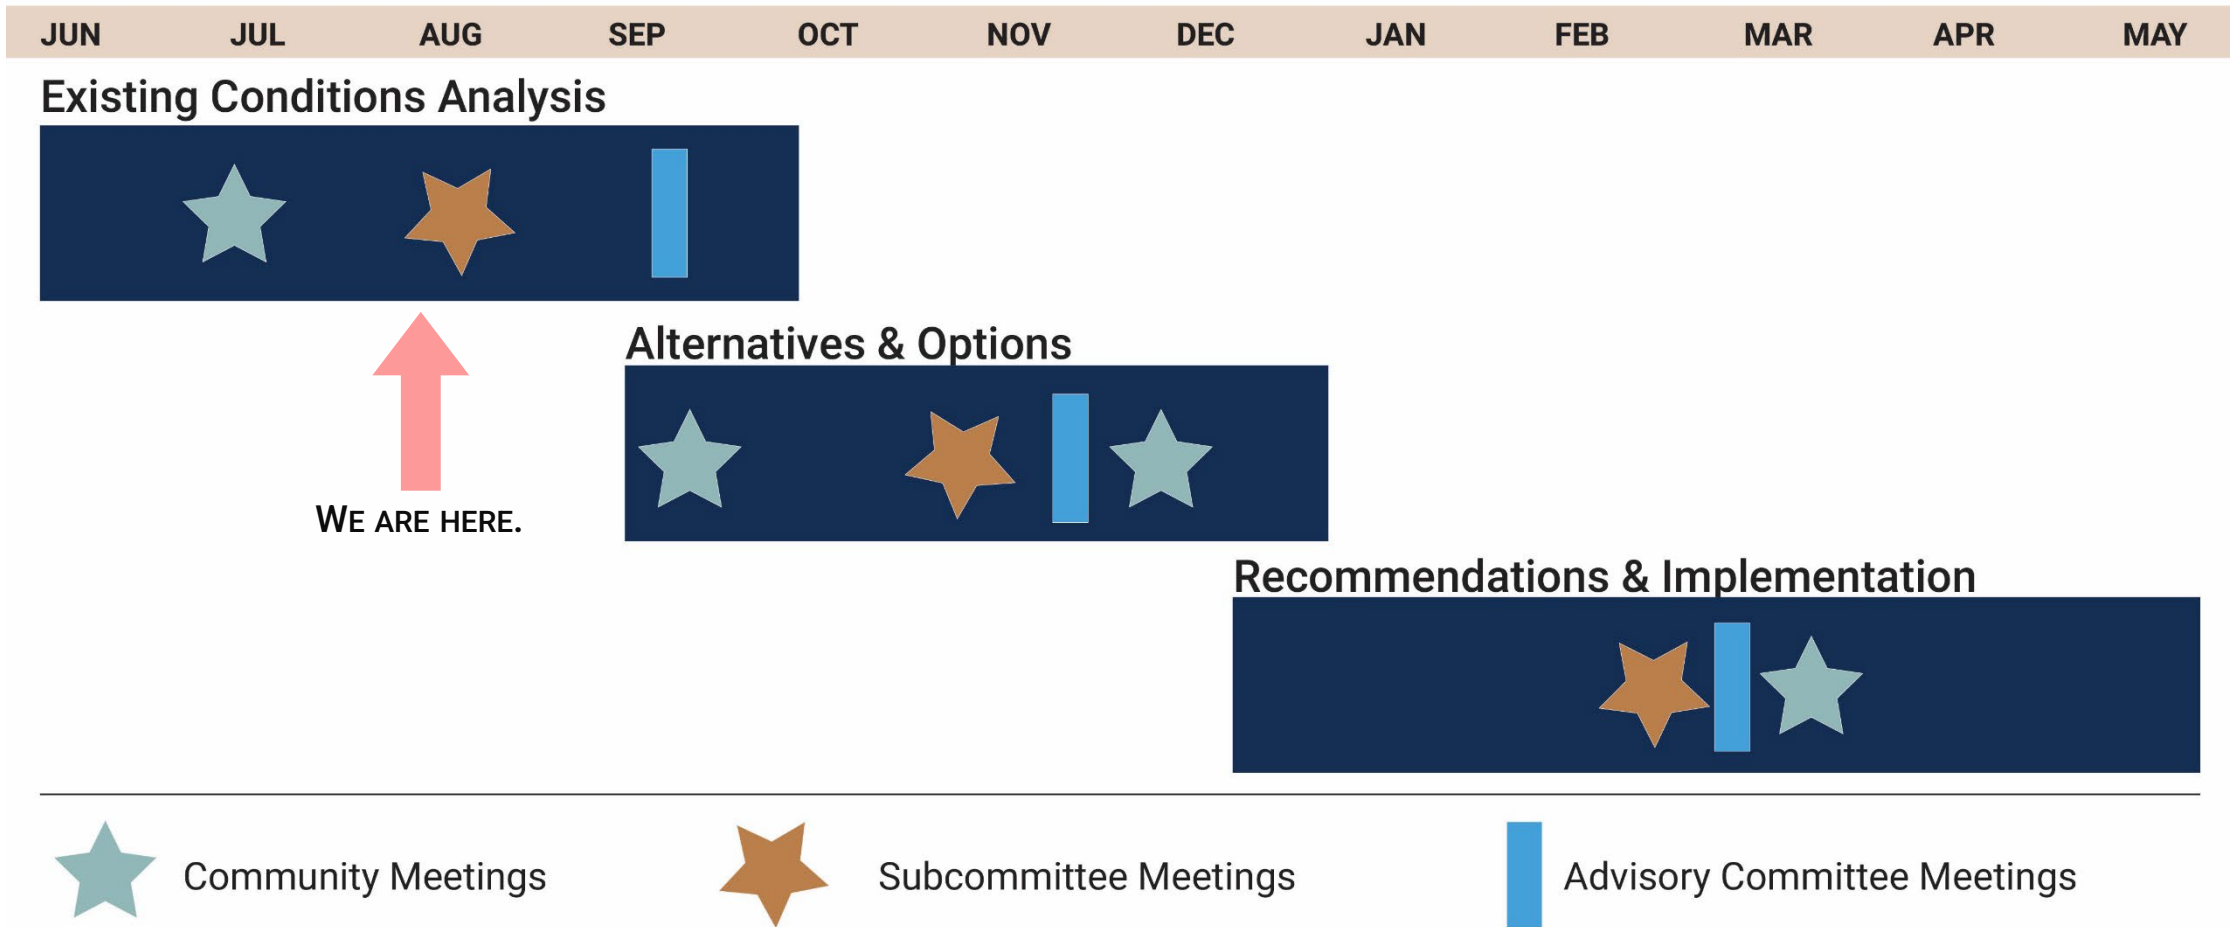 JUN JUL AUG SEP OCT NOV DEC JAN FEB MAR APR MAY
Existing Conditions Analysis
Alternatives & Options
WE ARE HERE.
Recommendations & Implementation
Community Meetings
Subcommittee Meetings
Advisory Committee Meetings